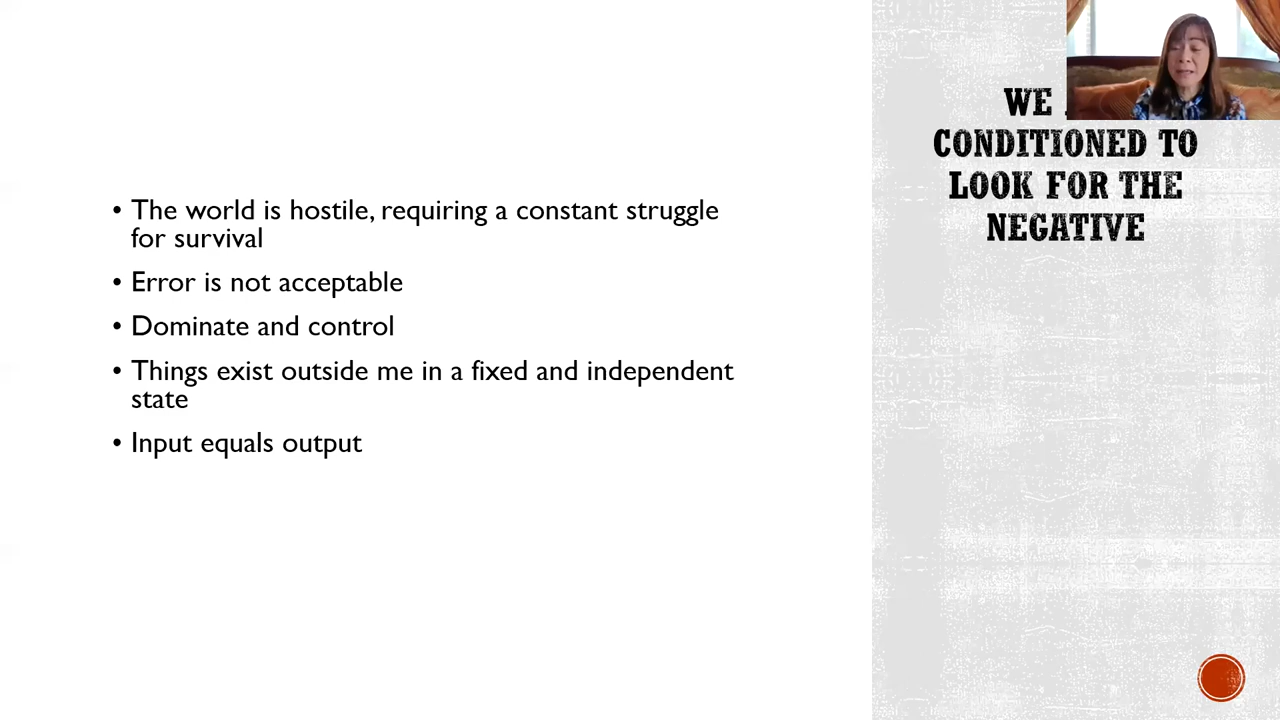 WE
CONDITIONED TO
LOOK FOR THE
NEGATIVE
• The world is hostile, requiring a constant struggle
for survival
• Error is not acceptable
• Dominate and control
• Things exist outside me in a fixed and independent
state
• Input equals output